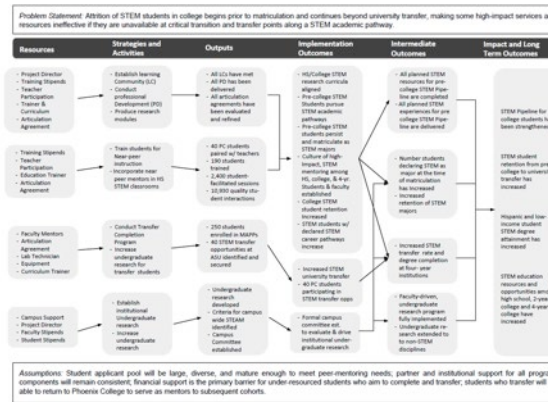 Problem Statement: Attrition of STEM students in college begins prior to matriculation and continues beyond university transfer, making some high-impact services a
resources ineffective if they are unavailable at critical transition and transfer points along a STEM academic pathway.
Resources
Strategies and
Activities
Outputs
Implementation
Outcomes
Intermediate
Outcomes
Impact and Long
Term Outcomes
- Project Director
- Training Stipends
- Teacher
Participation
- Trainer &
Curriculum
- Articulation
Agreement
- Establish learning
Community (LC)
- Conduct
professional
Development (PD)
- Produce research
modules
- All LCs have met
- All PD has been
delivered
- All articulation
agreements have
been evaluated
and refined
- HS/College STEM
research curricula
aligned
- Pre-college STEM
Students pursue
STEM academic
pathways
- Pre-college STEM
students persist
and matriculate as
STEM majors
- Culture of high-
impact, STEM
mentoring among
HS, college, & 4-yr.
Students & faculty
established
- College STEM
student retention
increased
- STEM students w/
declared STEM
career pathways
increase
- All planned STEM
resources for pre-
college STEM Pipe-
line are completed
- All planned STEM
experiences for pre
college STEM Pipe-
line are delivered
STEM Pipeline for
college students ha
been strengthene
- Training Stipends
- Teacher
Participation
- Education Trainer
- Articulation
Agreement
- Train students for
Near-peer
instruction
- Incorporate near
peer mentors in HS
STEM classrooms
- 40 PC students
paired w/ teachers
- 190 students
trained
- 2,400 student-
facilitated sessions
- 10,930 quality stu-
dent interactions
- Number students
declaring STEM as
major at the time
of matriculation
has increased
- Increased
retention of STEM
majors
STEM student
retention from pre
college to universi
transfer has
increased
- Faculty Mentors
- Articulation
Agreement
- Lab Technician
- Equipment
- Curriculum Trainer
- Conduct Transfer
Completion
Program
- Increase
undergraduate
research for
transfer students
- 250 students
enrolled in MAPPs
- 40 STEM transfer
opportunities at
ASU identified and
secured
- Increased STEM
university transfer
- 40 PC students
participating in
STEM transfer opps
- Increased STEM
transfer rate and
degree completion
at four-year
institutions
Hispanic and low-
income student
STEM degree
attainment has
increased
- Campus Support
- Project Director
- Faculty Stipends
- Student Stipends
- Establish
Institutional
Undergraduate
research
- Increase
undergraduate
research
- Undergraduate
research
developed
- Criteria for campus
wide STEAM
identified
- Campus
Committee
established
- Formal campus
committee est.
to evaluate & drive
institutional under-
graduate research
- Faculty-driven,
undergraduate
research program
fully implemented
- Undergraduate re-
search extended to
to non-STEM
disciplines
STEM education
resources and
opportunities amo
high school, 2-year
college and 4-year
college have
increased
Assumptions: Student applicant pool will be large, diverse, and mature enough to meet peer-mentoring needs; partner and institutional support for all progra
components will remain consistent; financial support is the primary barrier for under-resourced students who aim to complete and transfer; students who transfer will
able to return to Phoenix College to serve as mentors to subsequent cohorts.